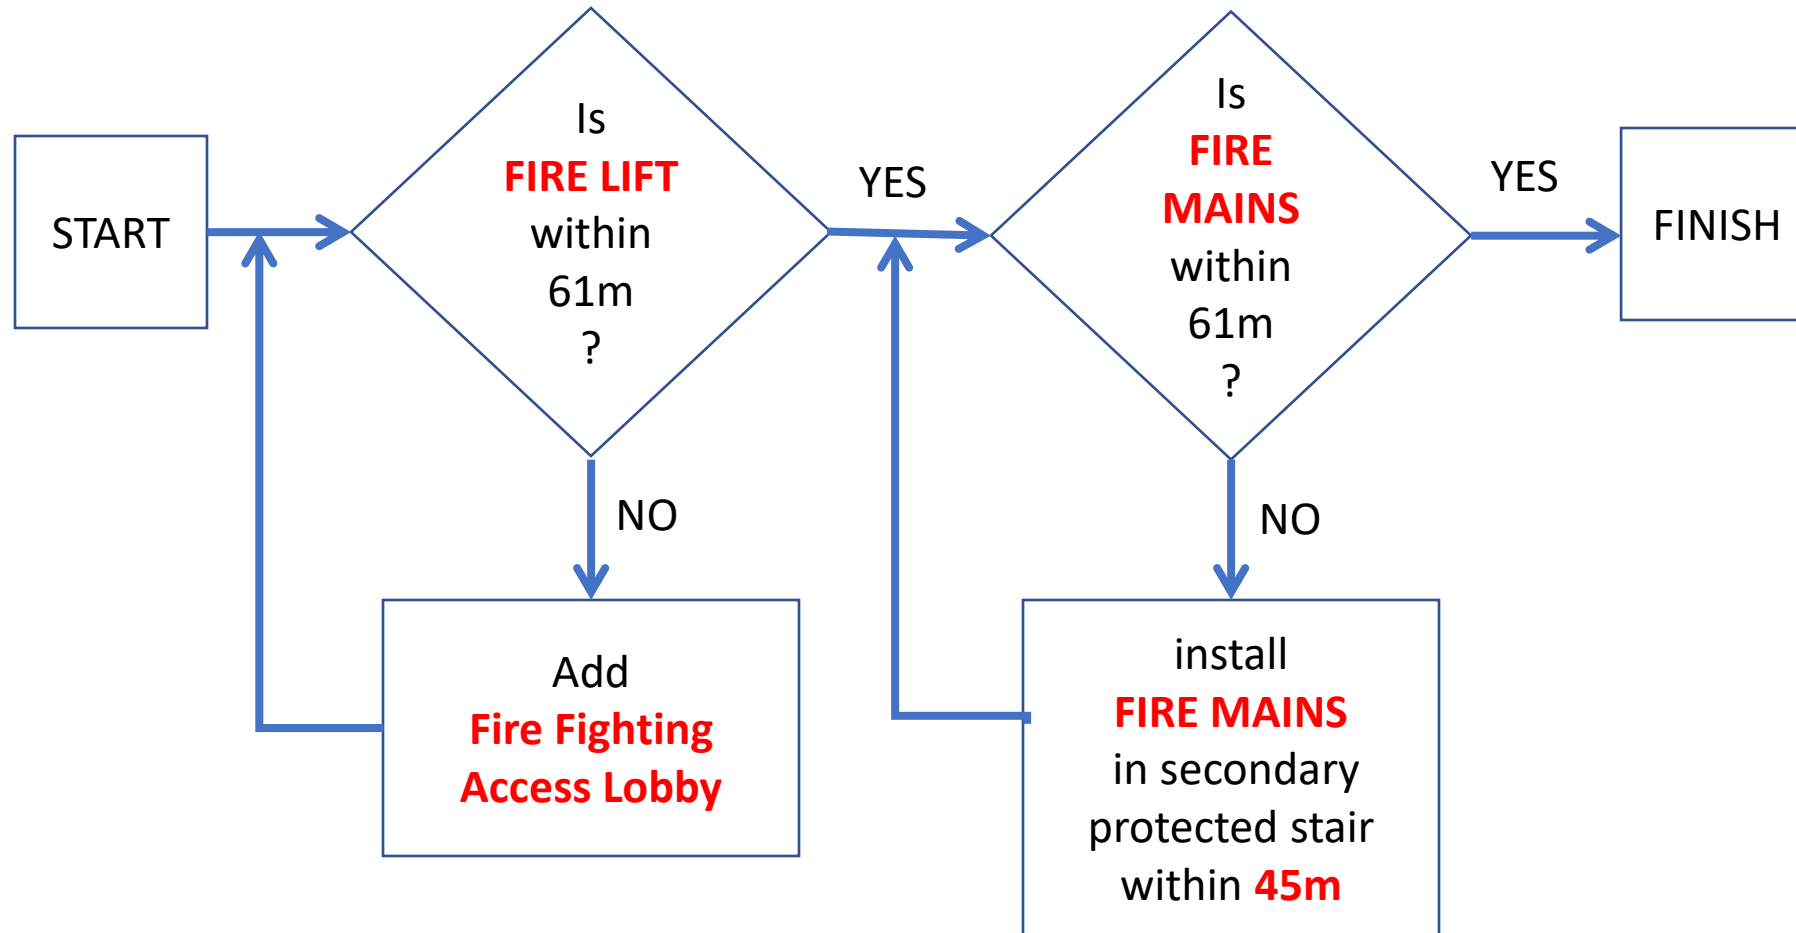 START
Is
FIRE LIFT
within
61m
?
YES
NO
Add
Fire Fighting
Access Lobby
Is
FIRE
MAINS
within
61m
?
YES
NO
install
FIRE MAINS
in secondary
protected stair
within 45m
FINISH